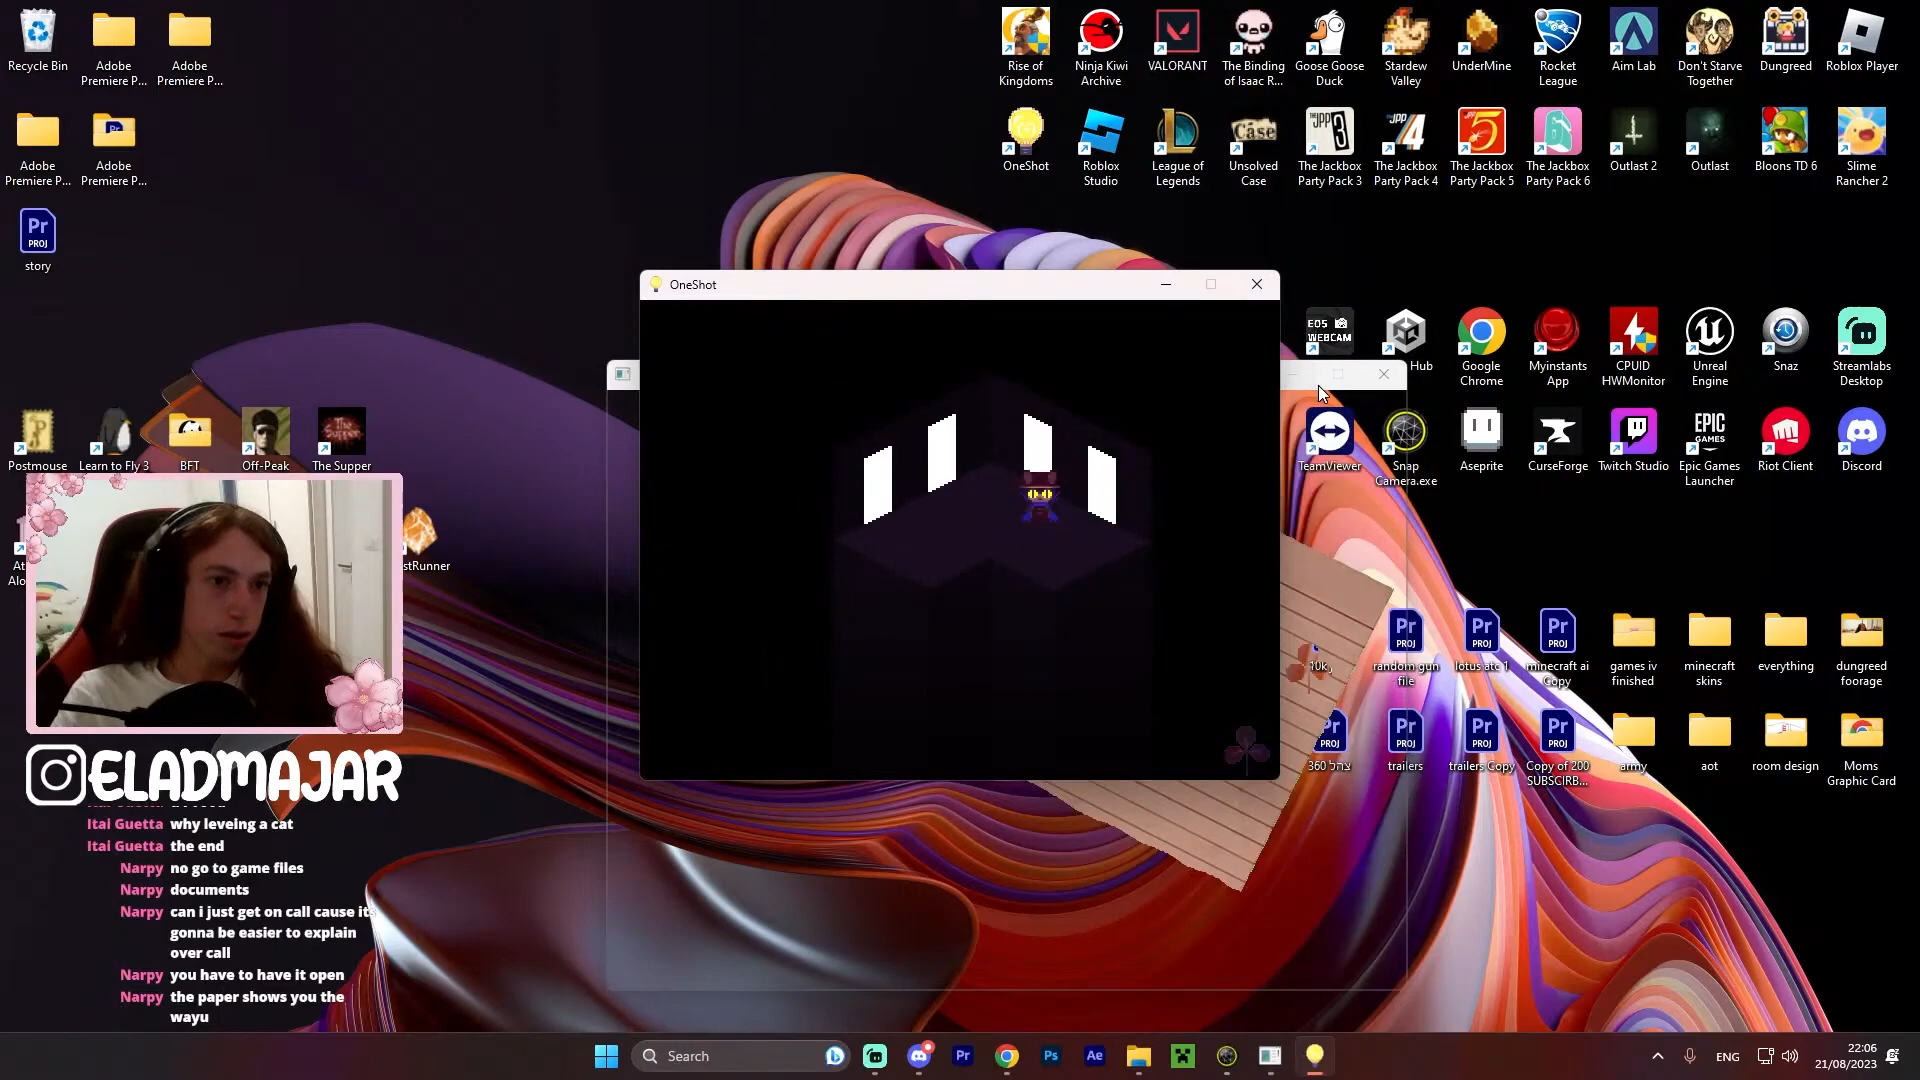 Recycle Bin
Adobe
Premiere P...
Adobe
Premiere P...
Adobe
Premiere P...
Adobe
Premiere P...
PROJ
story
Rise of
Kingdoms
Ninja Kiwi
Archive
VALORANT
The Binding
of Isaac R...
Goose Goose
Duck
Stardew
Valley
UnderMine
Rocket
League
Aim Lab
Don't Starve
Together
Dungreed
Roblox Player
OneShot
Roblox
Studio
League of
Legends
Unsolved
Case
The Jackbox
Party Pack 3
The Jackbox
Party Pack 4
The Jackbox
Party Pack 5
The Jackbox
Party Pack 6
Outlast 2
Outlast
Bloons TD 6
Slime
Rancher 2
OneShot
EOS
WEBCAM
Hub
Google
Chrome
Myinstants
App
CPUID
HWMonitor
Unreal
Engine
Snaz
Streamlabs
Desktop
Postmouse
Learn to Fly 3
BFT
Off-Peak
The Supper
stRunner
TeamViewer
Snap
Camera.exe
Aseprite
CurseForge
Twitch Studio
Epic Games
Launcher
Riot Client
Discord
10k
random gun
file
lotus atc 1
minecraft ai
Copy
games iv
finished
minecraft
skins
everything
dungreed
foorage
360 צהל
trailers
trailers Copy
Copy of 200
SUBSCIRB...
army
aot
room design
Moms
Graphic Card
ELADMAJAR
Itai Guetta why leveing a cat
Itai Guetta the end
Narpy no go to game files
Narpy documents
Narpy can i just get on call cause its
gonna be easier to explain
over call
Narpy you have to have it open
Narpy the paper shows you the
wayu
Search
ENG
22:06
21/08/2023